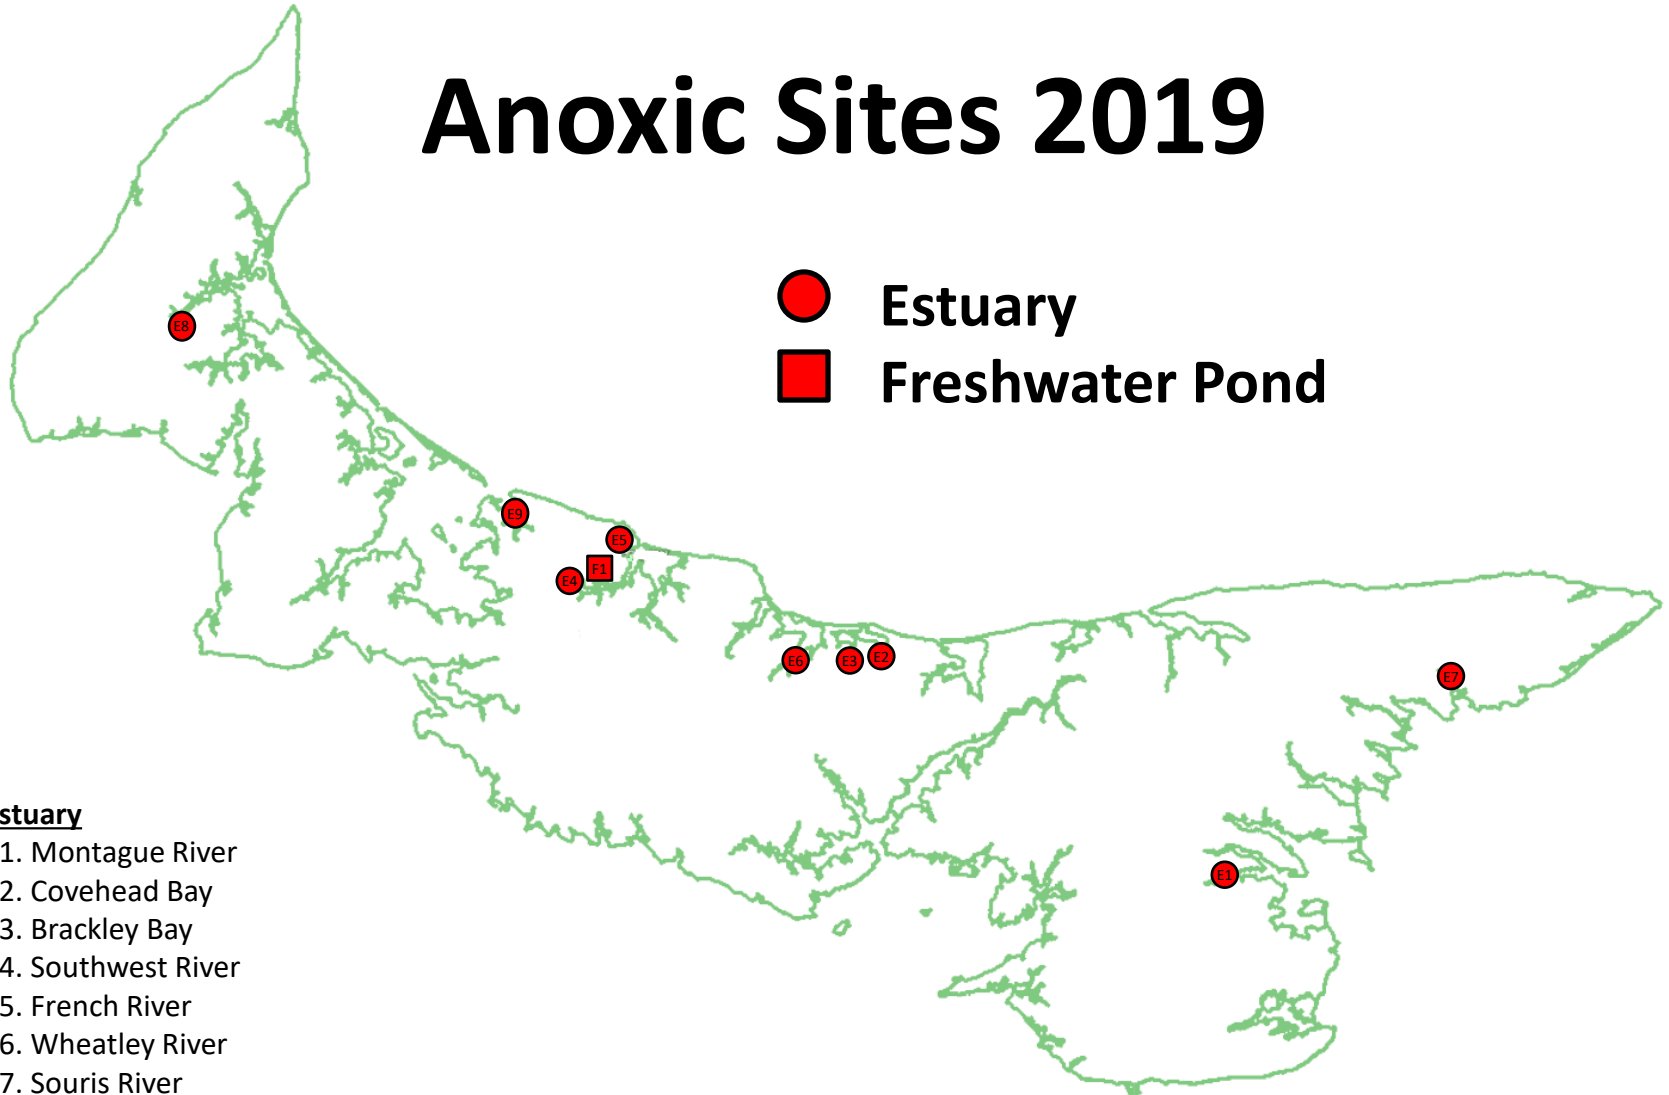 Anoxic Sites 2019
Estuary
Freshwater Pond
E8
E9
E5
F1
E4
E6
E3
E2
E7
E1
stuary
1. Montague River
2. Covehead Bay
3. Brackley Bay
4. Southwest River
5. French River
6. Wheatley River
7. Souris River